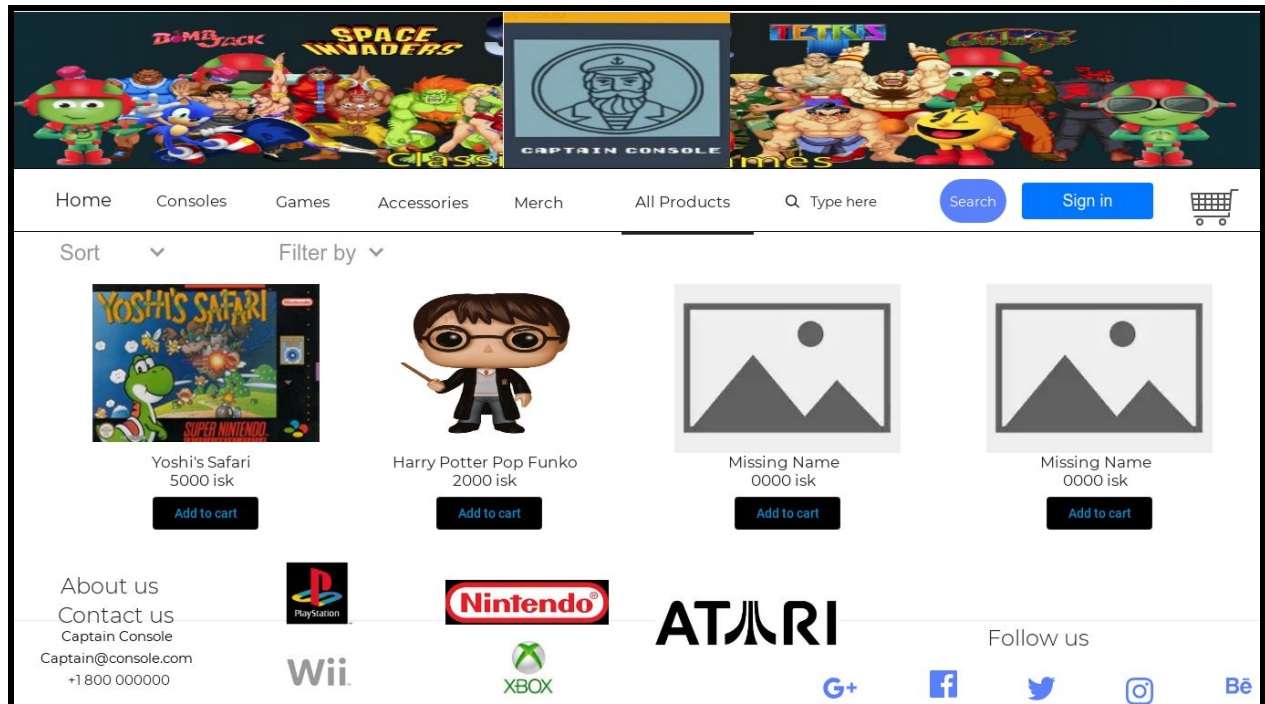 BOMB JACK
SPACE
INVADERS
TETRIS
Galaga
Classi
CAPTAIN CONSOLE
mes
Home Consoles Games Accessories Merch All Products Type here Search Sign in
Sort Filter by
YOSHI'S SAFARI
Nintendo
SUPER NINTENDO
Yoshi's Safari
5000 isk
Add to cart
Harry Potter Pop Funko
2000 isk
Add to cart
Missing Name
0000 isk
Add to cart
Missing Name
0000 isk
Add to cart
About us
Contact us
Captain Console
Captain@console.com
+1 800 000000
PlayStation
Nintendo®
ATARI
Wii
XBOX
Follow us
G+
Bē